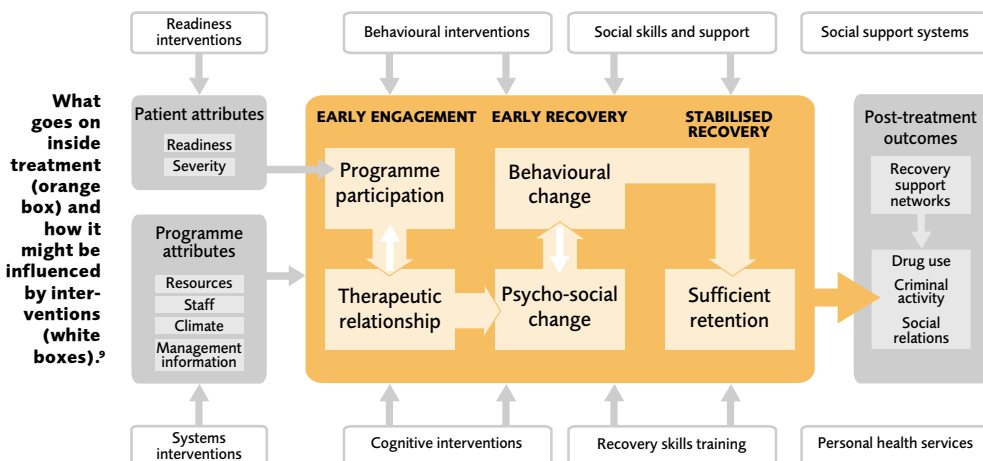 Readiness
interventions
Behavioural interventions
Social skills and support
Social support systems
What
goes on
inside
treatment
(orange
box) and
how it
might be
influenced
by inter-
ventions
(white
boxes).⁹
Patient attributes
Readiness
Severity
Programme
attributes
Resources
Staff
Climate
Management
information
EARLY ENGAGEMENT
EARLY RECOVERY
STABILISED
RECOVERY
Programme
participation
Behavioural
change
Therapeutic
relationship
Psycho-social
change
Sufficient
retention
Post-treatment
outcomes
Recovery
support
networks
Drug use
Criminal
activity
Social
relations
Systems
interventions
Cognitive interventions
Recovery skills training
Personal health services